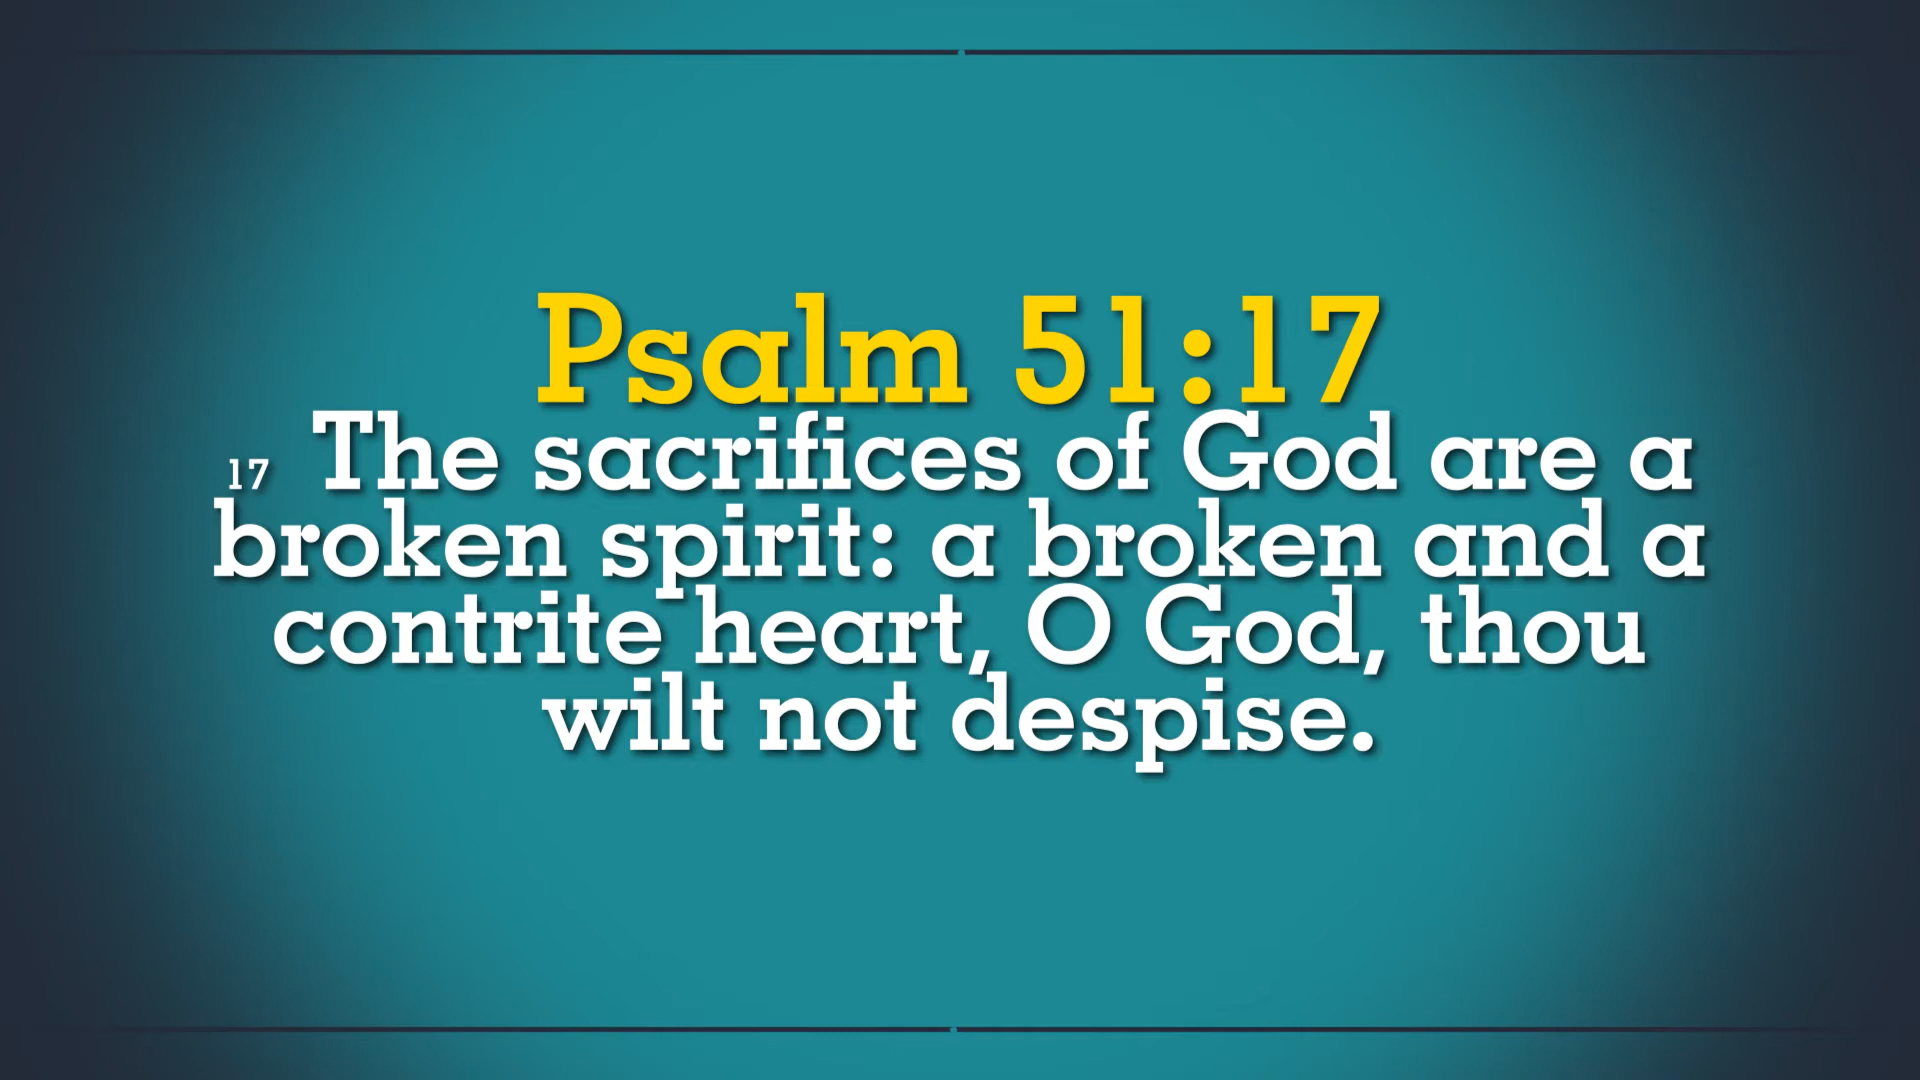 Psalm 51:17
17 The sacrifices of God are a
broken spirit: a broken and a
contrite heart, O God, thou
wilt not despise.